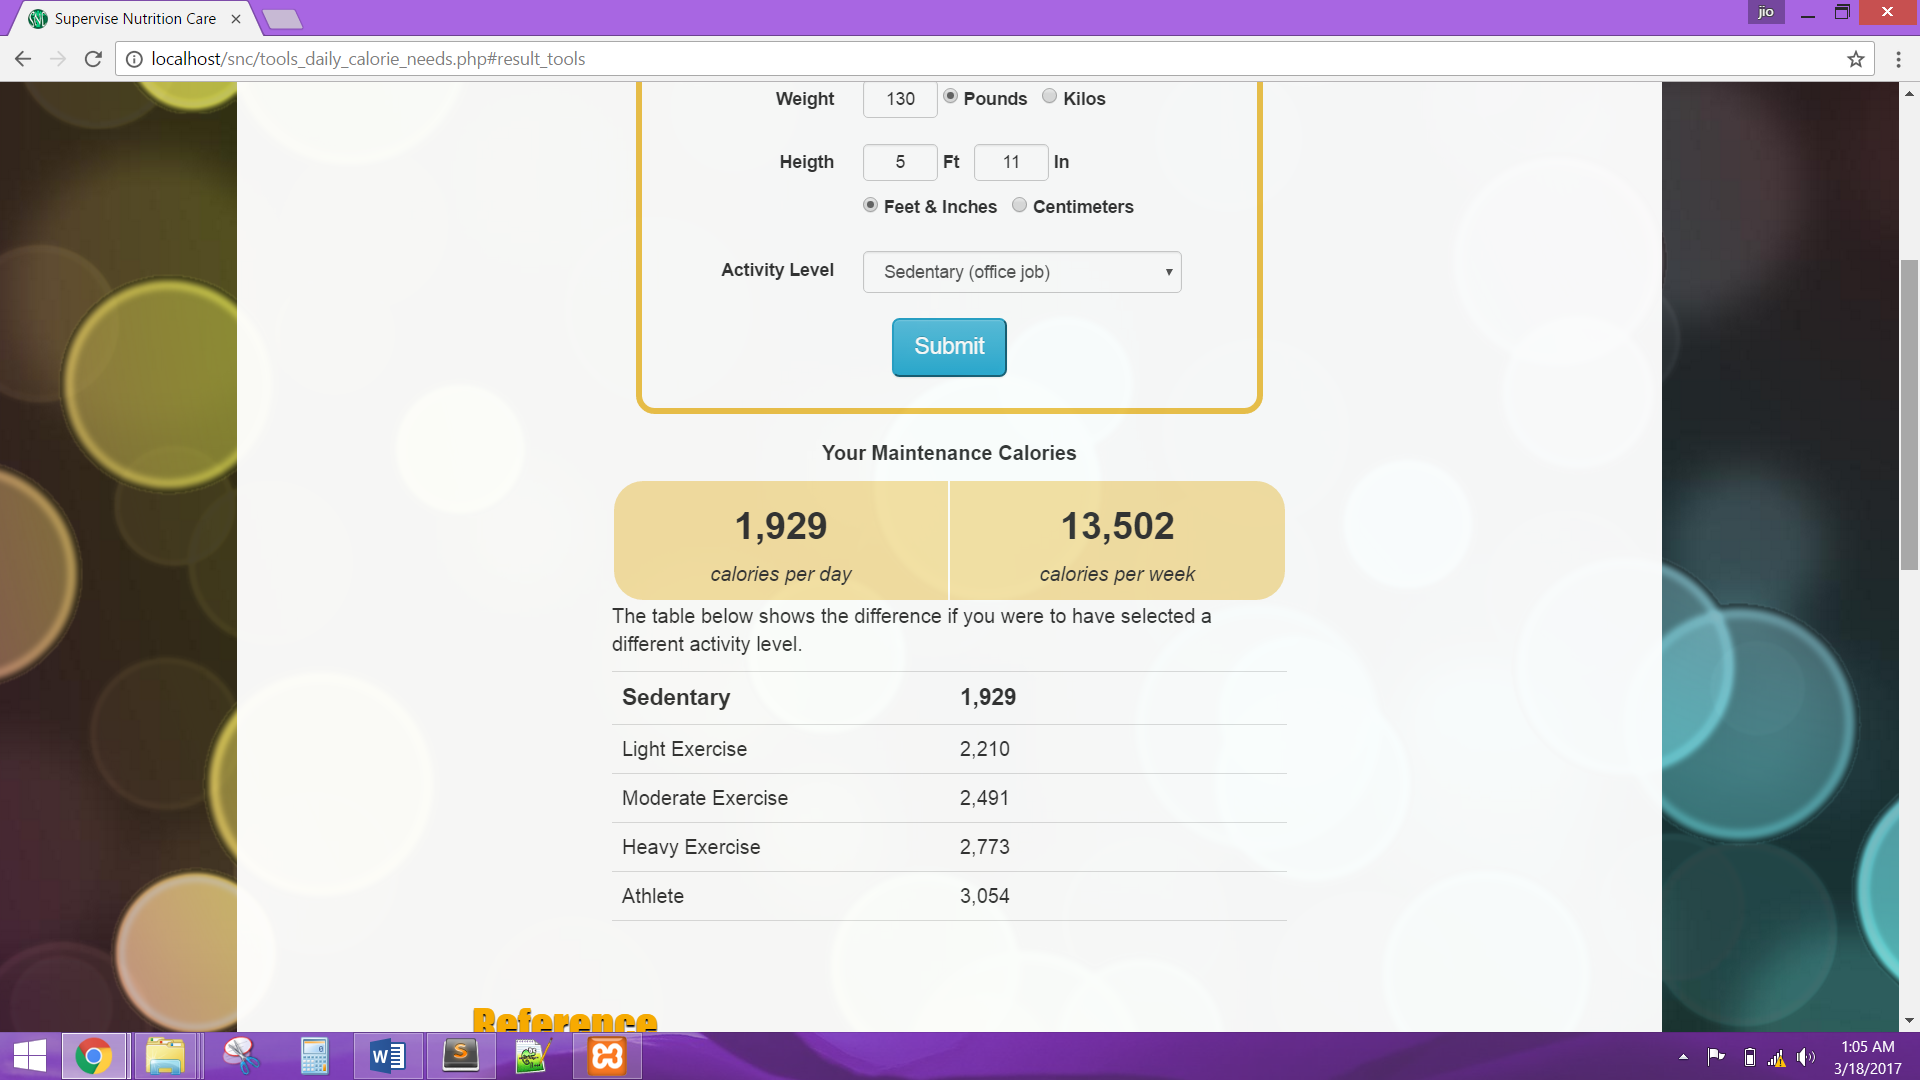 Supervise Nutrition Care
jio
localhost/snc/tools_daily_calorie_needs.php#result_tools
Weight 130 Pounds Kilos
Heigth 5 Ft 11 In
Feet & Inches Centimeters
Activity Level Sedentary (office job)
Submit
Your Maintenance Calories
1,929 13,502
calories per day calories per week
The table below shows the difference if you were to have selected a
different activity level.
Sedentary 1,929
Light Exercise 2,210
Moderate Exercise 2,491
Heavy Exercise 2,773
Athlete 3,054
Reference
1:05 AM
3/18/2017